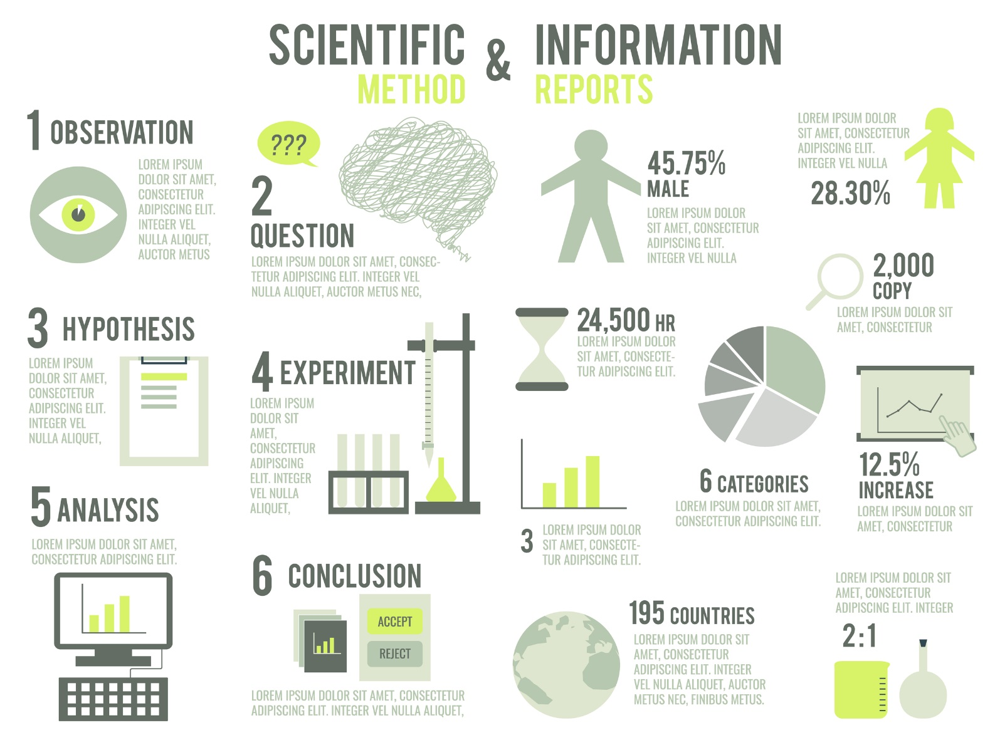 SCIENTIFIC & INFORMATION
METHOD REPORTS
1 OBSERVATION
LOREM IPSUM
DOLOR SIT AMET,
CONSECTETUR
ADIPISCING ELIT.
INTEGER VEL
NULLA ALIQUET,
AUCTOR METUS
???
2
QUESTION
LOREM IPSUM DOLOR SIT AMET, CONSEC-
TETUR ADIPISCING ELIT. INTEGER VEL
NULLA ALIQUET, AUCTOR METUS NEC,
3 HYPOTHESIS
LOREM IPSUM
DOLOR SIT AMET,
CONSECTETUR
ADIPISCING ELIT.
INTEGER VEL
NULLA ALIQUET,
4 EXPERIMENT
LOREM IPSUM
DOLOR SIT
AMET,
CONSECTETUR
ADIPISCING
ELIT. INTEGER
VEL NULLA
ALIQUET,
5 ANALYSIS
LOREM IPSUM DOLOR SIT AMET,
CONSECTETUR ADIPISCING ELIT.
6 CONCLUSION
ACCEPT
REJECT
LOREM IPSUM DOLOR SIT AMET, CONSECTETUR
ADIPISCING ELIT. INTEGER VEL NULLA ALIQUET,
45.75%
MALE
LOREM IPSUM DOLOR
SIT AMET, CONSECTETUR
ADIPISCING ELIT.
INTEGER VEL NULLA
LOREM IPSUM DOLOR
SIT AMET, CONSECTETUR
ADIPISCING ELIT.
INTEGER VEL NULLA
28.30%
2,000
COPY
LOREM IPSUM DOLOR SIT
AMET, CONSECTETUR
24,500 HR
LOREM IPSUM DOLOR
SIT AMET, CONSECTE-
TUR ADIPISCING ELIT.
6 CATEGORIES
LOREM IPSUM DOLOR SIT AMET,
CONSECTETUR ADIPISCING ELIT.
12.5%
INCREASE
LOREM IPSUM DOLOR SIT
AMET, CONSECTETUR
3
LOREM IPSUM DOLOR
SIT AMET, CONSECTE-
TUR ADIPISCING ELIT.
195 COUNTRIES
LOREM IPSUM DOLOR SIT
AMET, CONSECTETUR
ADIPISCING ELIT. INTEGER
VEL NULLA ALIQUET, AUCTOR
METUS NEC, FINIBUS METUS.
LOREM IPSUM DOLOR SIT
AMET, CONSECTETUR
ADIPISCING ELIT. INTEGER
2:1